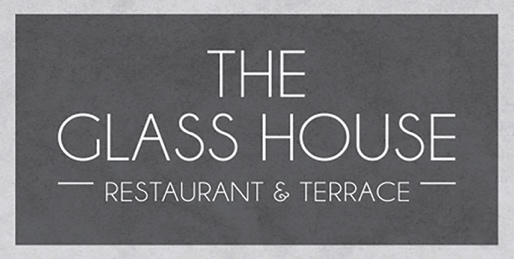 THE
GLASS HOUSE
RESTAURANT & TERRACE